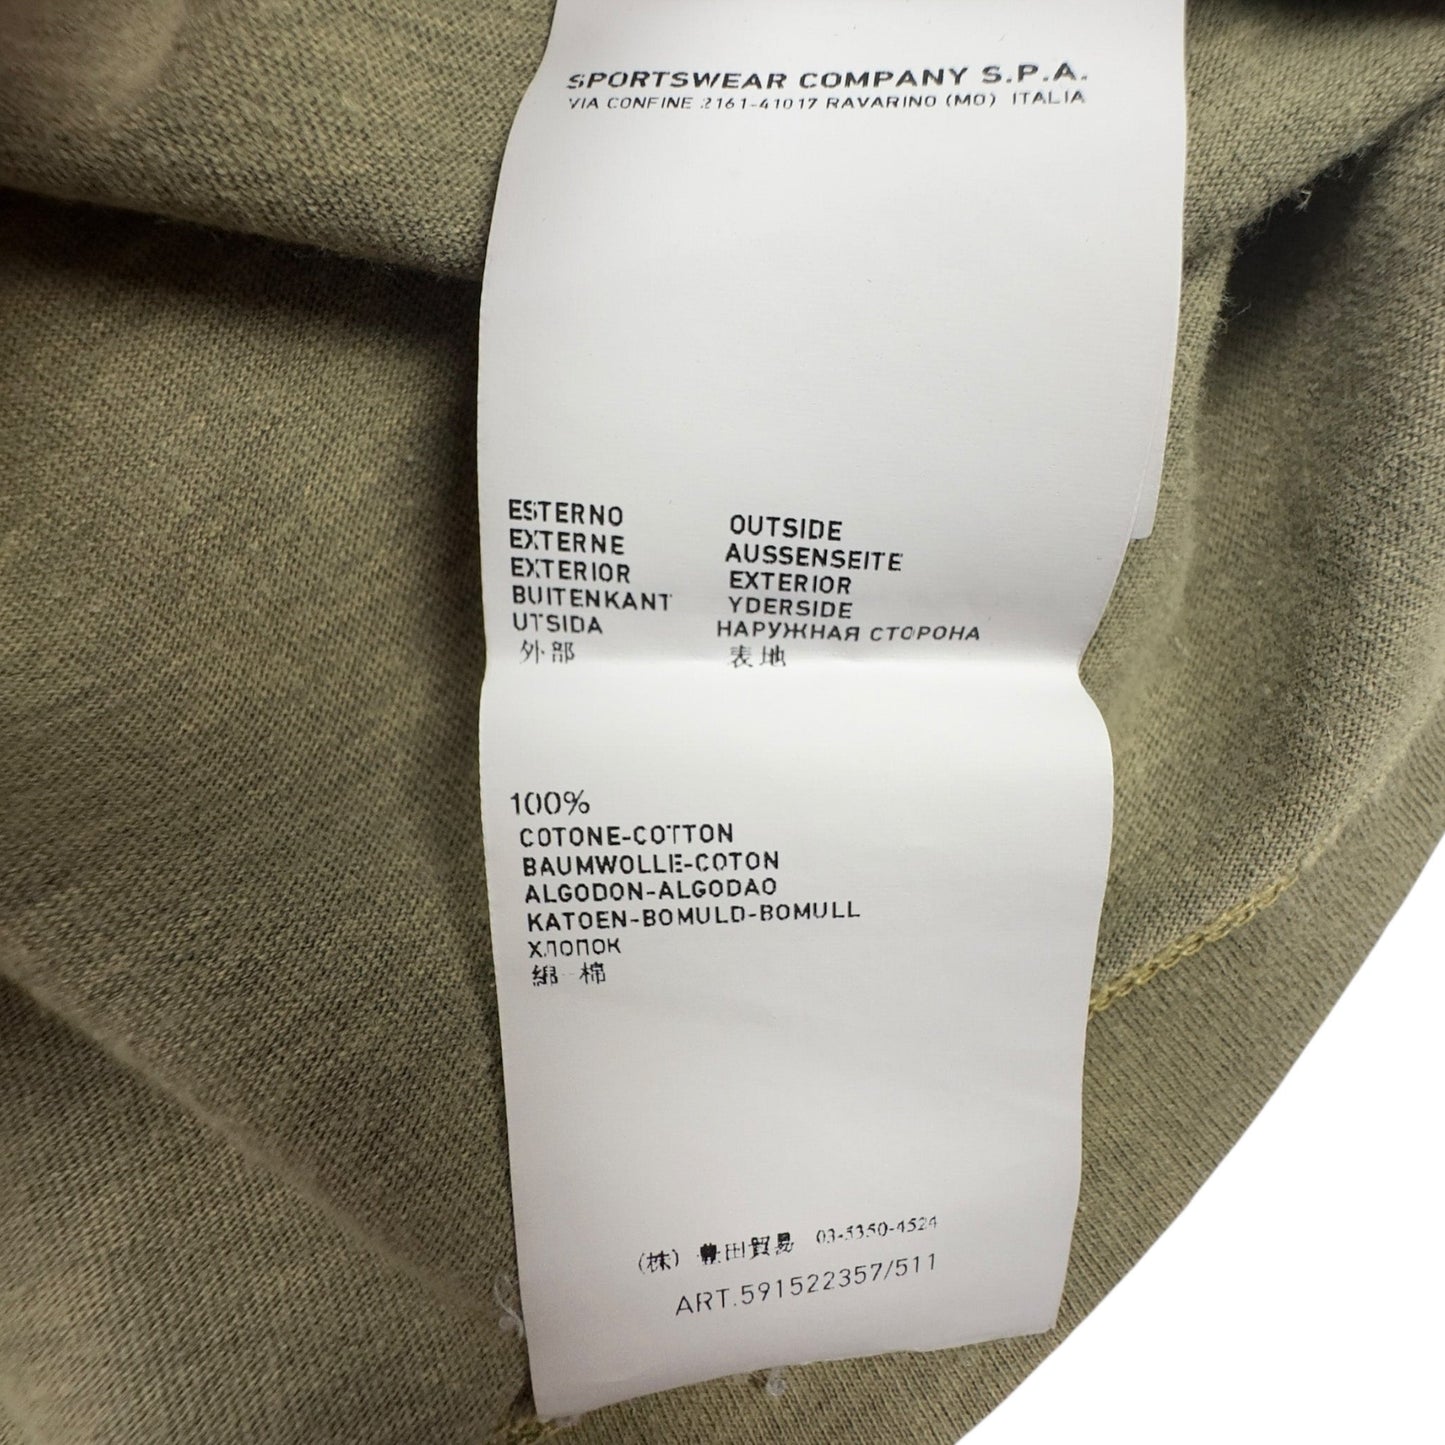 SPORTSWEAR COMPANY S.P.A.
VIA CONFINE 2161-41017 RAVARINO (MO) ITALIA
ESTERNO
EXTERNE
EXTERIOR
BUITENKANT
UTSIDA
外部
OUTSIDE
AUSSENSEITE
EXTERIOR
YDERSIDE
НАРУЖНАЯ СТОРОНА
表地
100%
COTONE-COTTON
BAUMWOLLE-COTON
ALGODON-ALGODAO
KATOEN-BOMULD-BOMULL
ХЛОПОК
綿-棉
(株) 豊田貿易 03-5350-4524
ART.591522357/511